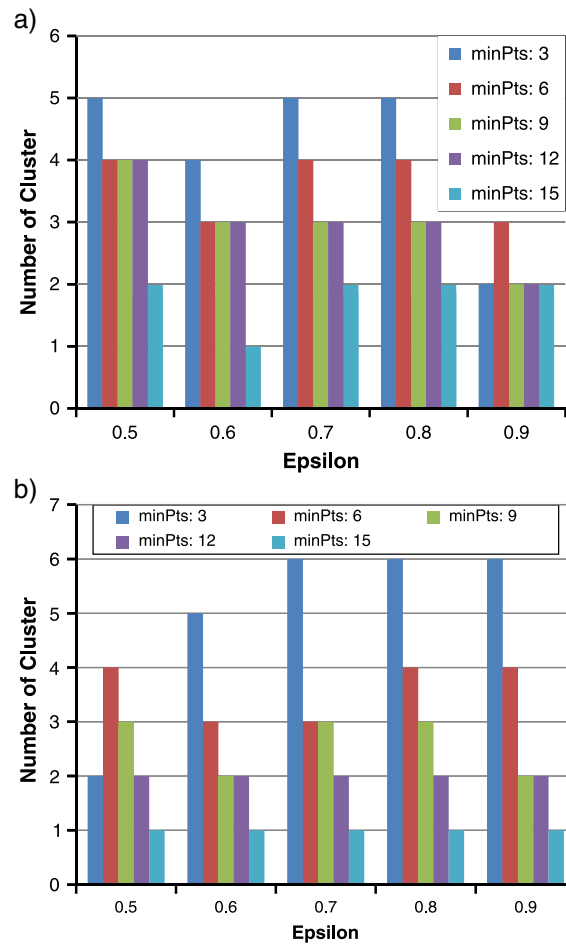 a)
6
5
4
3
2
1
0
Number of Cluster
minPts: 3
minPts: 6
minPts: 9
minPts: 12
minPts: 15
0.5 0.6 0.7 0.8 0.9
Epsilon
b)
7
6
5
4
3
2
1
0
Number of Cluster
minPts: 3 minPts: 6 minPts: 9
minPts: 12 minPts: 15
0.5 0.6 0.7 0.8 0.9
Epsilon